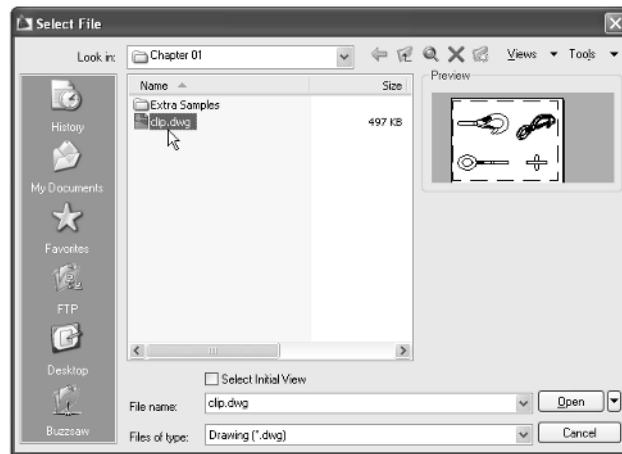 Select File
Look in: Chapter 01 Views Tools
Name Size
Preview
Extra Samples
clip.dwg 497 KB
History
My Documents
Favorites
FTP
Desktop
Buzzsaw
Select Initial View
File name: clip.dwg Open
Files of type: Drawing (*.dwg) Cancel